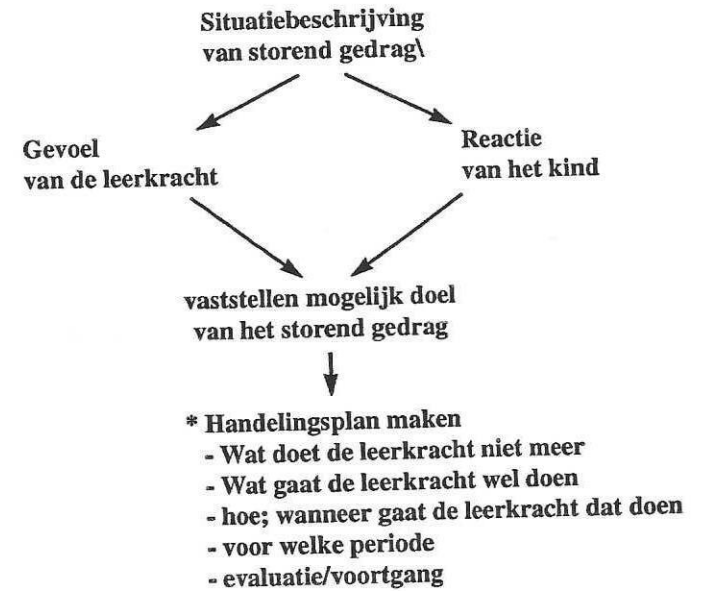 Situatiebeschrijving
van storend gedrag\
Gevoel
van de leerkracht
Reactie
van het kind
vaststellen mogelijk doel
van het storend gedrag
* Handelingsplan maken
- Wat doet de leerkracht niet meer
- Wat gaat de leerkracht wel doen
- hoe; wanneer gaat de leerkracht dat doen
- voor welke periode
- evaluatie/voortgang